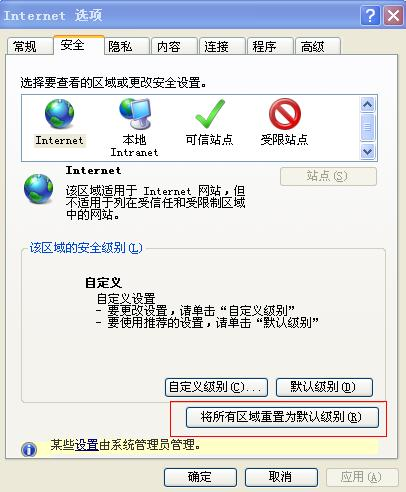 Internet 选项
常规
安全
隐私
内容
连接
程序
高级
选择要查看的区域或更改安全设置。
Internet
本地
Intranet
可信站点
受限站点
Internet
该区域适用于 Internet 网站，但
不适用于列在受信任和受限制区域
中的网站。
站点(S)
该区域的安全级别(L)
自定义
自定义设置
- 要更改设置，请单击“自定义级别”
- 要使用推荐的设置，请单击“默认级别”
自定义级别(C)...
默认级别(D)
将所有区域重置为默认级别(R)
某些设置由系统管理员管理。
确定
取消
应用(A)